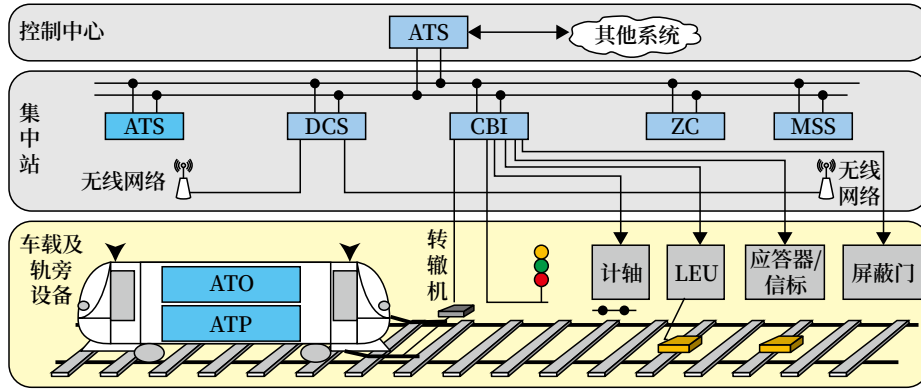 控制中心
ATS
其他系统
集
中
站
ATS
DCS
CBI
ZC
MSS
无线网络
无线
网络
车载及
轨旁
设备
ATO
ATP
转
辙
机
计轴
LEU
应答器/
信标
屏蔽门